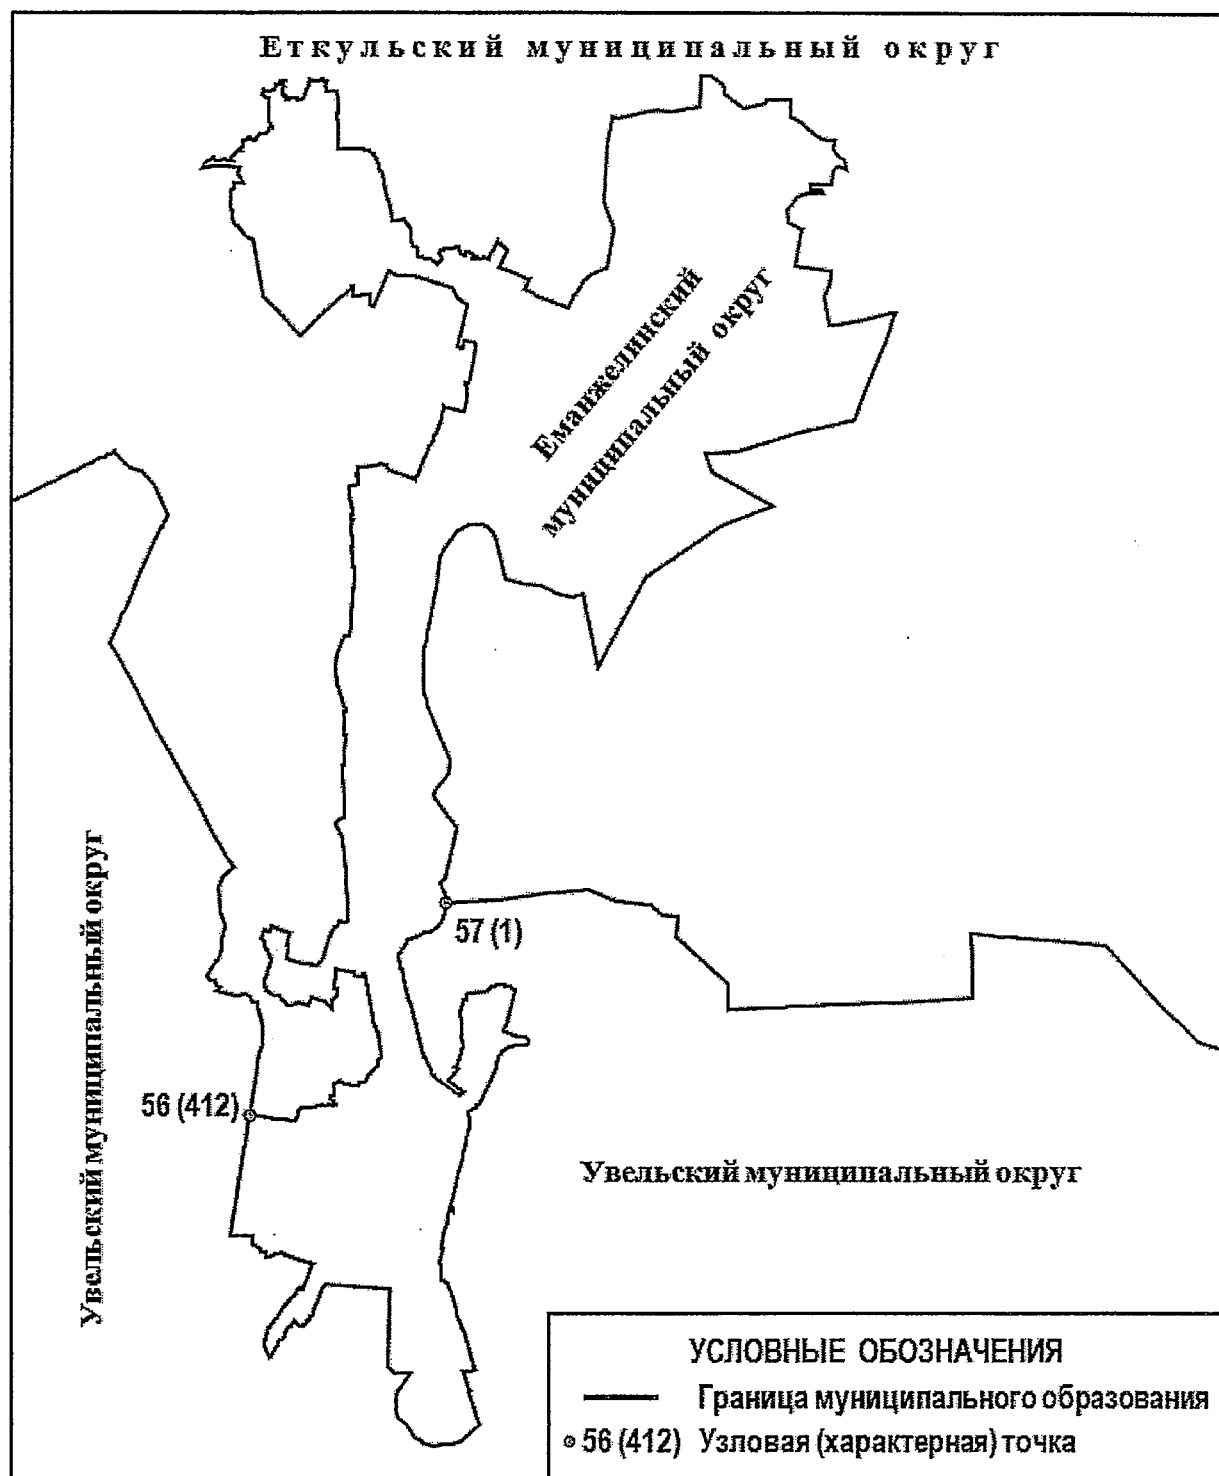 Еткульский муниципальный округ
Еманжелинский
муниципальный округ
57 (1)
56 (412)
Увельский муниципальный округ
Увельский муниципальный округ
УСЛОВНЫЕ ОБОЗНАЧЕНИЯ
Граница муниципального образования
56 (412) Узловая (характерная) точка